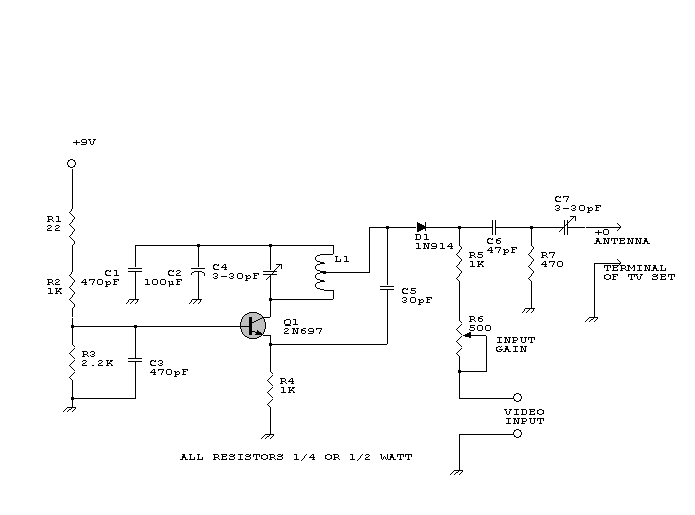 +9V
R1
22
R2
1K
R3
2.2K
C1
470pF
C2
100µF
C3
470pF
C4
3-30pF
L1
Q1
2N697
R4
1K
C5
30pF
D1
1N914
R5
1K
C6
47pF
R6
500
INPUT
GAIN
R7
470
C7
3-30pF
+O
ANTENNA
TERMINAL
OF TV SET
VIDEO
INPUT
ALL RESISTORS 1/4 OR 1/2 WATT